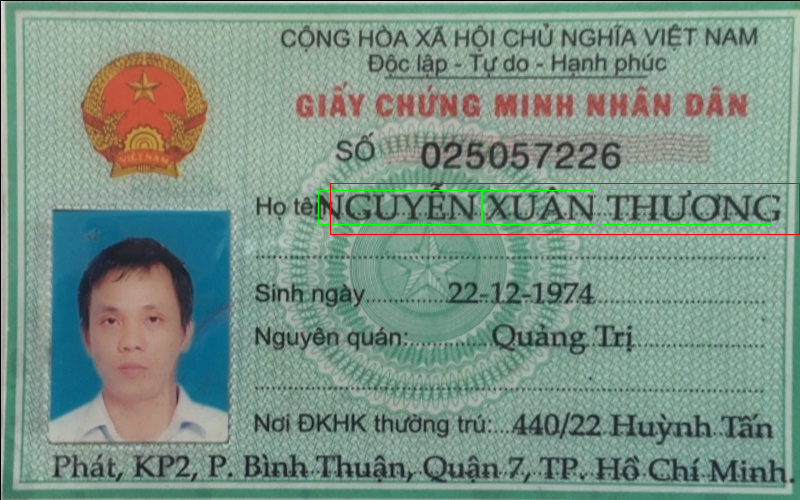 CỘNG HÒA XÃ HỘI CHỦ NGHĨA VIỆT NAM
Độc lập - Tự do - Hạnh phúc
GIẤY CHỨNG MINH NHÂN DÂN
SỐ 025057226
Họ tên NGUYỄN XUÂN THƯƠNG
Sinh ngày 22-12-1974
Nguyên quán: Quảng Trị
Nơi ĐKHK thường trú: 440/22 Huỳnh Tấn
Phát, KP2, P. Bình Thuận, Quận 7, TP. Hồ Chí Minh.
VIỆT NAM